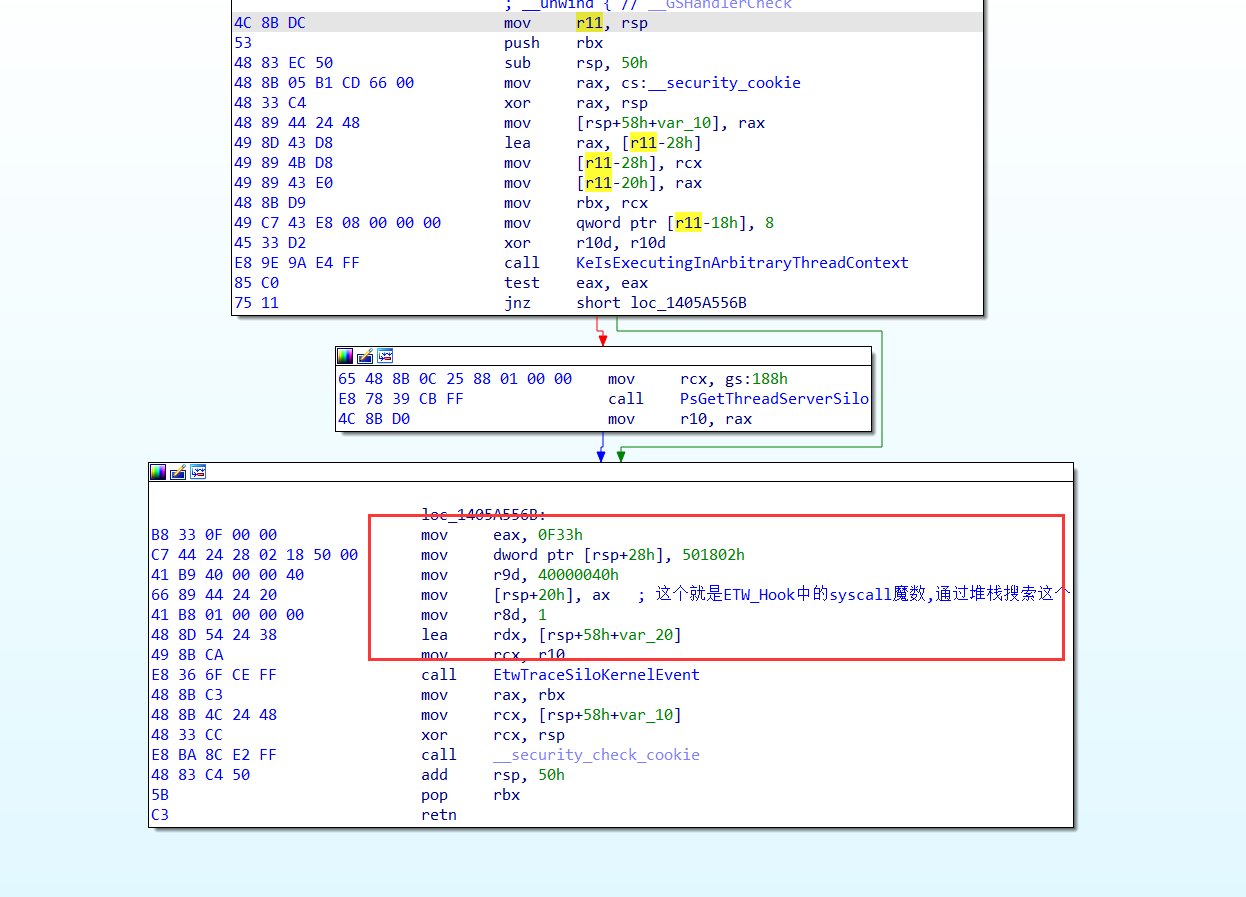 ; __unwind { // __GSHandlerCheck
4C 8B DC mov r11, rsp
53 push rbx
48 83 EC 50 sub rsp, 50h
48 8B 05 B1 CD 66 00 mov rax, cs:__security_cookie
48 33 C4 xor rax, rsp
48 89 44 24 48 mov [rsp+58h+var_10], rax
49 8D 43 D8 lea rax, [r11-28h]
49 89 4B D8 mov [r11-28h], rcx
49 89 43 E0 mov [r11-20h], rax
48 8B D9 mov rbx, rcx
49 C7 43 E8 08 00 00 00 mov qword ptr [r11-18h], 8
45 33 D2 xor r10d, r10d
E8 9E 9A E4 FF call KeIsExecutingInArbitraryThreadContext
85 C0 test eax, eax
75 11 jnz short loc_1405A556B
65 48 8B 0C 25 88 01 00 00 mov rcx, gs:188h
E8 78 39 CB FF call PsGetThreadServerSilo
4C 8B D0 mov r10, rax
loc_1405A556B:
B8 33 0F 00 00 mov eax, 0F33h
C7 44 24 28 02 18 50 00 mov dword ptr [rsp+28h], 501802h
41 B9 40 00 00 40 mov r9d, 40000040h
66 89 44 24 20 mov [rsp+20h], ax ; 这个就是ETW_Hook中的syscall魔数,通过堆栈搜索这个
41 B8 01 00 00 00 mov r8d, 1
48 8D 54 24 38 lea rdx, [rsp+58h+var_20]
49 8B CA mov rcx, r10
E8 36 6F CE FF call EtwTraceSiloKernelEvent
48 8B C3 mov rax, rbx
48 8B 4C 24 48 mov rcx, [rsp+58h+var_10]
48 33 CC xor rcx, rsp
E8 BA 8C E2 FF call __security_check_cookie
48 83 C4 50 add rsp, 50h
5B pop rbx
C3 retn